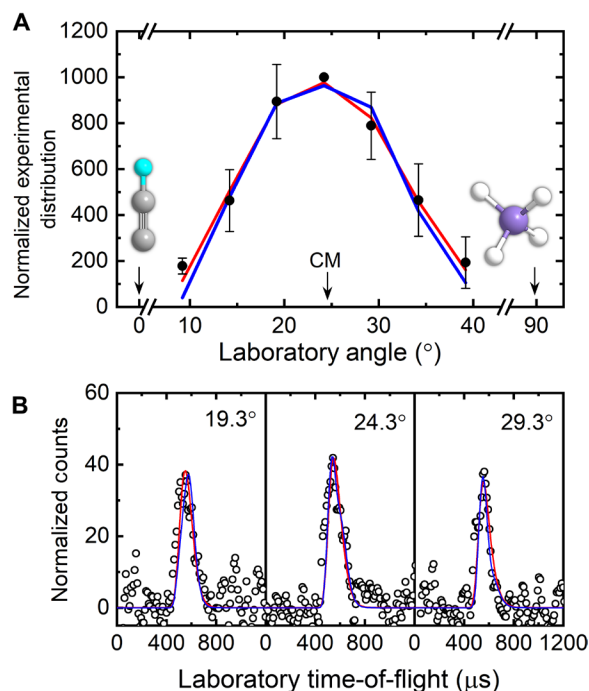 A
Normalized experimental
distribution
1200
1000
800
600
400
200
0
CM
0 10 20 30 40 90
Laboratory angle (°)
B
Normalized counts
60
40
20
0
19.3° 24.3° 29.3°
0 400 800 0 400 800 0 400 800 1200
Laboratory time-of-flight (μs)